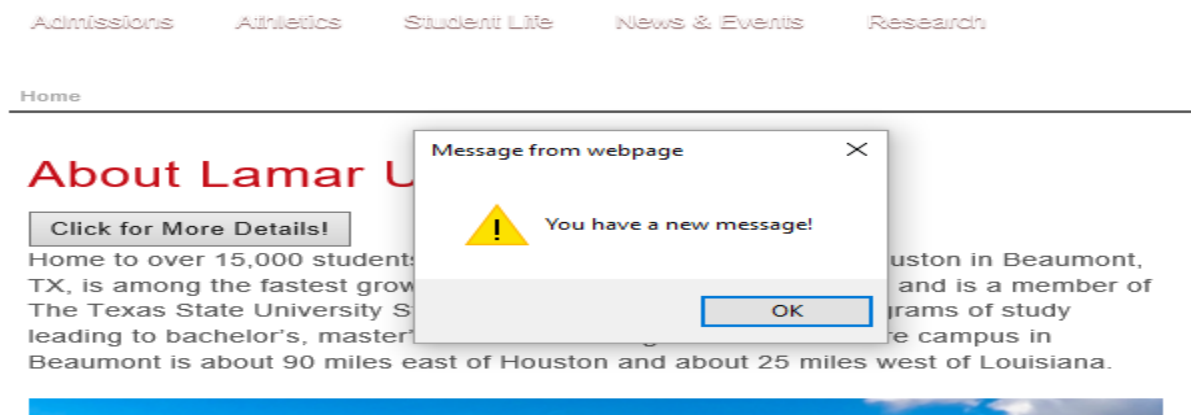 Admissions Athletics Student Life News & Events Research
Home
Message from webpage
About Lamar U
You have a new message!
Click for More Details!
Home to over 15,000 students uston in Beaumont,
TX, is among the fastest grow and is a member of
The Texas State University S grams of study
leading to bachelor's, master' e campus in
OK
Beaumont is about 90 miles east of Houston and about 25 miles west of Louisiana.